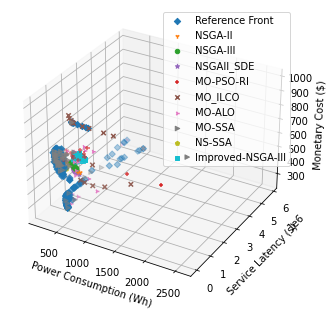 Reference Front
NSGA-II
NSGA-III
NSGAII_SDE
MO-PSO-RI
MO_ILCO
MO-ALO
MO-SSA
NS-SSA
Improved-NSGA-III
1000
900
800
700
600
500
400
300
Monetary Cost ($)
500
1000
1500
2000
2500
Power Consumption (Wh)
0
1
2
3
5
6
1e6
Service Latency (s)